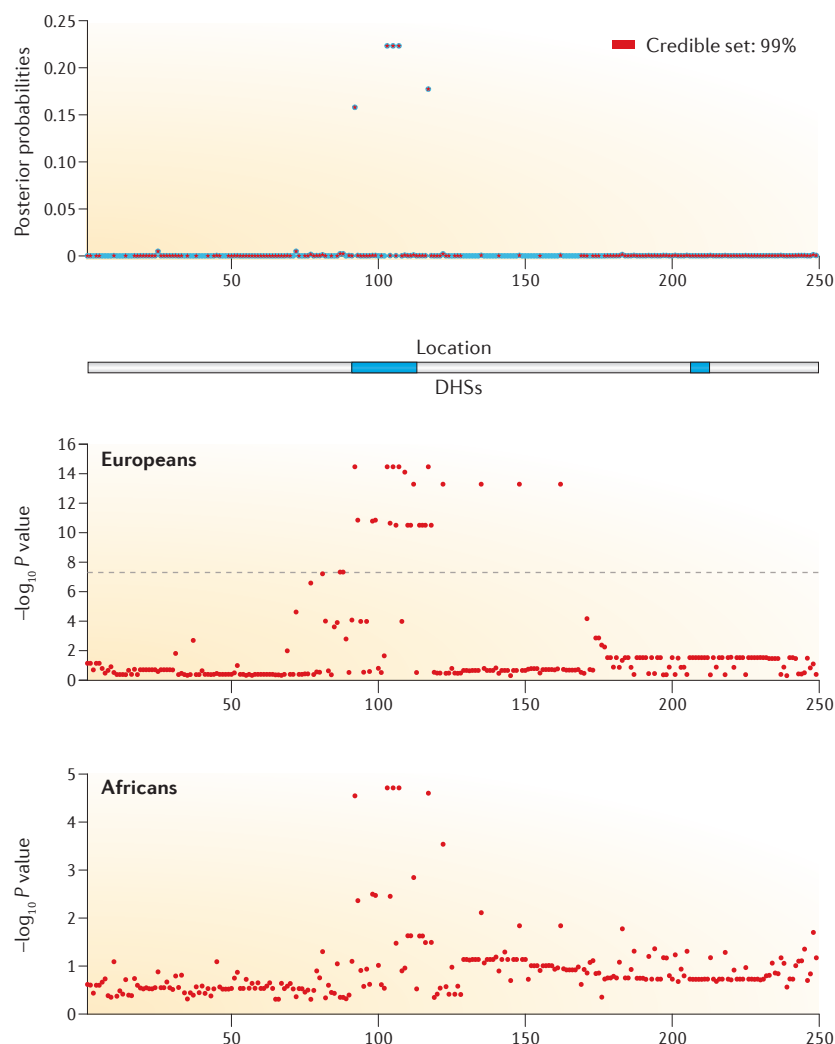 0.25
Credible set: 99%
0.20
0.15
0.10
0.05
0
Posterior probabilities
50 100 150 200 250
Location
DHSs
16
Europeans
14
12
10
8
6
4
2
0
–log10 P value
50 100 150 200 250
5
Africans
4
3
2
1
0
–log10 P value
50 100 150 200 250